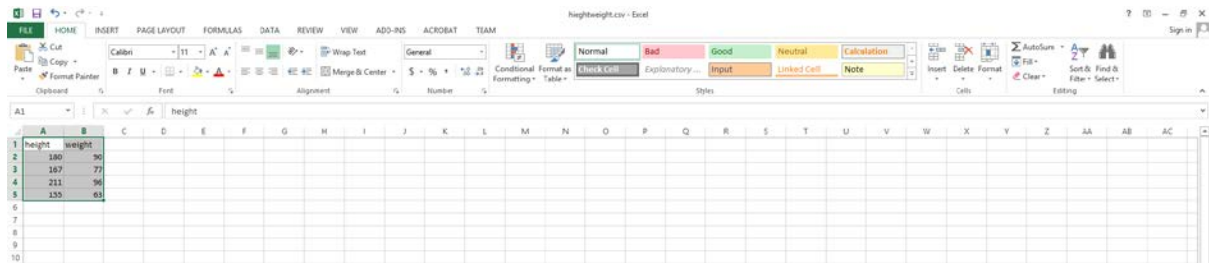 hieghtweight.csv - Excel
FILE HOME INSERT PAGE LAYOUT FORMULAS DATA REVIEW VIEW ADD-INS ACROBAT TEAM Sign in
Cut Calibri 11 Wrap Text General Normal Bad Good Neutral Calculation AutoSum
Copy Fill
Paste Format Painter B I U Merge & Center $ % Conditional Formatting Format as Table Check Cell Explanatory ... Input Linked Cell Note Insert Delete Format Clear Sort & Filter Find & Select
Clipboard Font Alignment Number Styles Cells Editing
A1 fx height
A B C D E F G H I J K L M N O P Q R S T U V W X Y Z AA AB AC
1 height weight
2 180 90
3 167 77
4 211 96
5 155 63
6
7
8
9
10